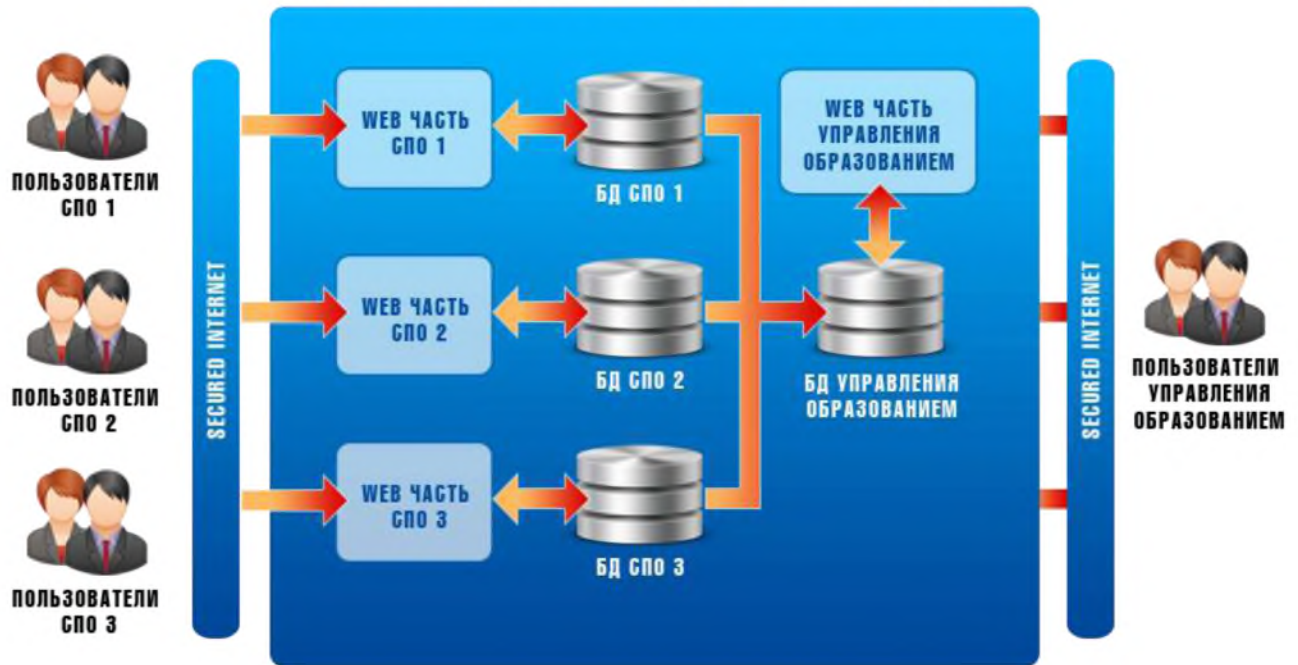 ПОЛЬЗОВАТЕЛИ
СПО 1
ПОЛЬЗОВАТЕЛИ
СПО 2
ПОЛЬЗОВАТЕЛИ
СПО 3
SECURED INTERNET
WEB ЧАСТЬ
СПО 1
БД СПО 1
WEB ЧАСТЬ
СПО 2
БД СПО 2
WEB ЧАСТЬ
СПО 3
БД СПО 3
WEB ЧАСТЬ
УПРАВЛЕНИЯ
ОБРАЗОВАНИЕМ
БД УПРАВЛЕНИЯ
ОБРАЗОВАНИЕМ
SECURED INTERNET
ПОЛЬЗОВАТЕЛИ
УПРАВЛЕНИЯ
ОБРАЗОВАНИЕМ